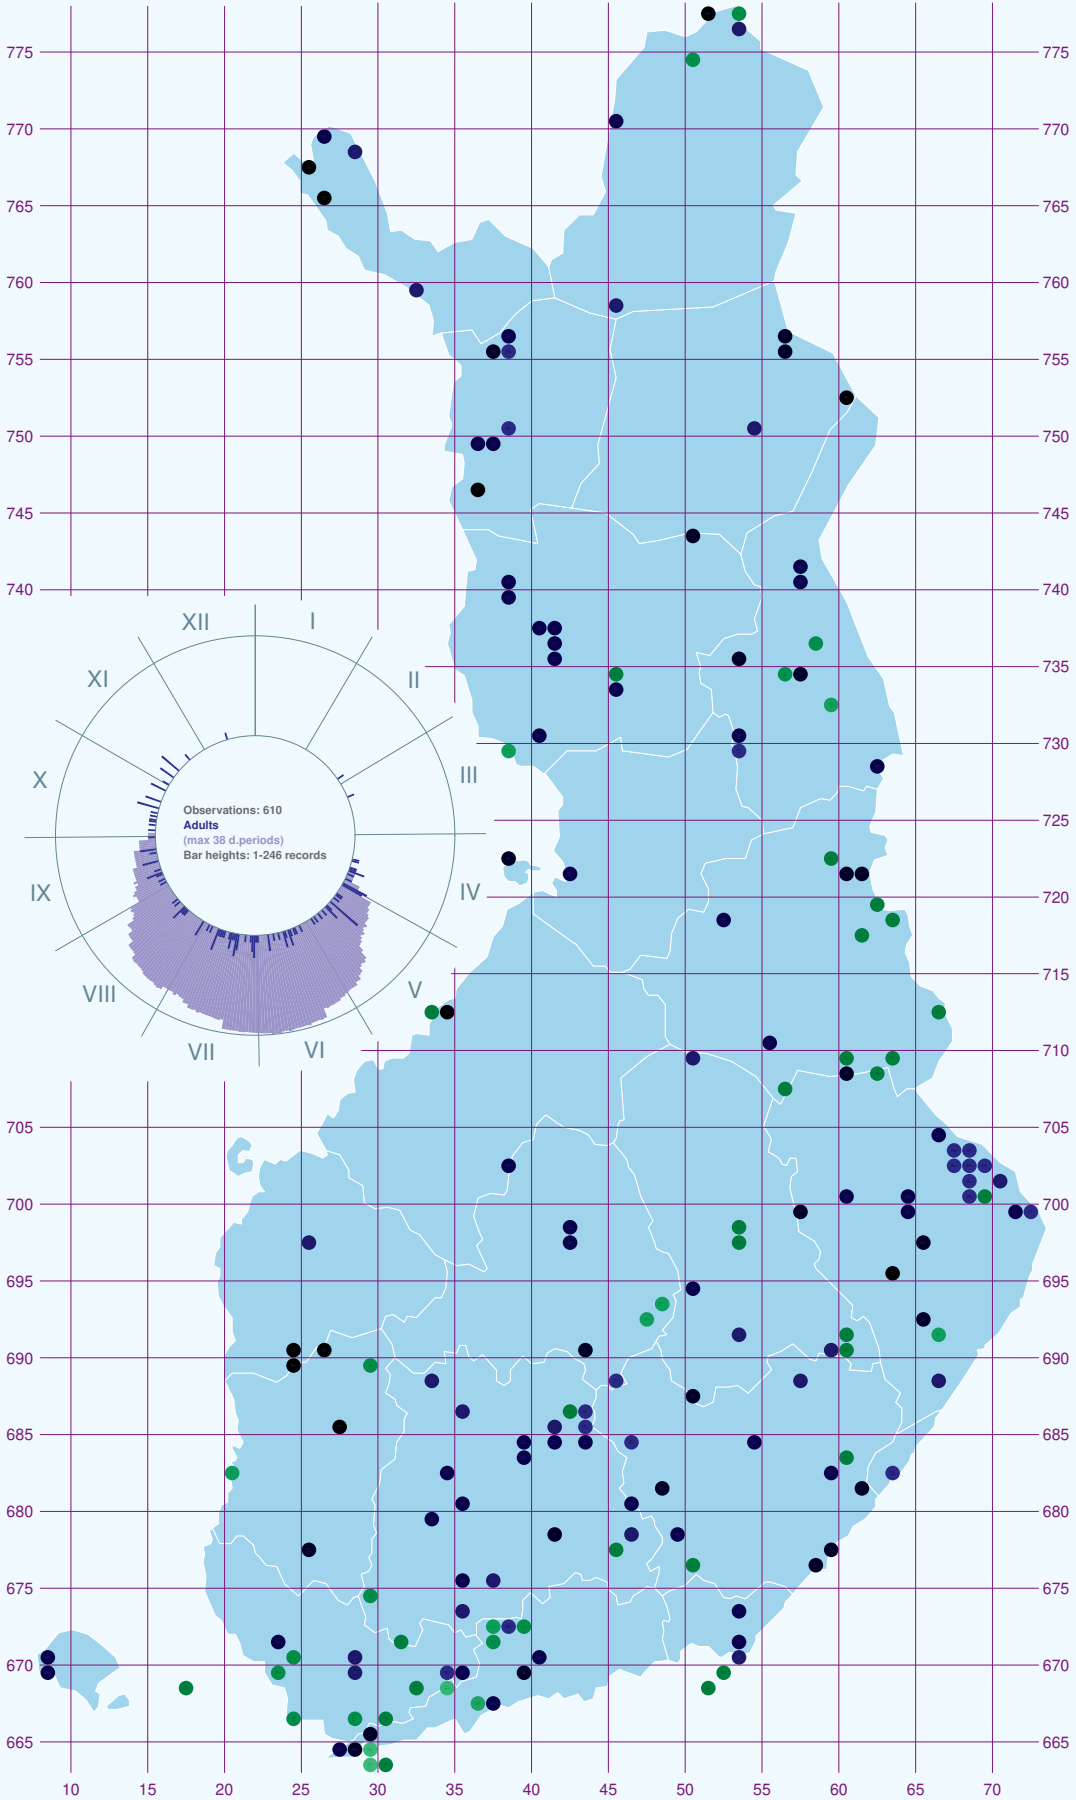 775 775
770 770
765 765
760 760
755 755
750 750
745 745
740 740
XII I
XI II
735 735
730 730
X III
Observations: 610
Adults
(max 38 d.periods)
Bar heights: 1-246 records
725 725
IX IV
720 720
715 715
VIII V
VII VI
710 710
705 705
700 700
695 695
690 690
685 685
680 680
675 675
670 670
665 665
10 15 20 25 30 35 40 45 50 55 60 65 70